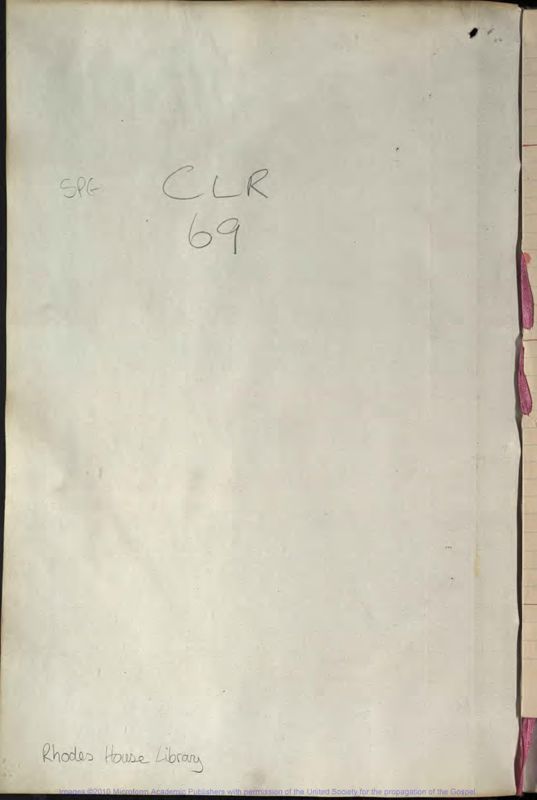 SPG CLR
69
Rhodes House Library
Images ©2010 Microform Academic Publishers with permission of the United Society for the propagation of the Gospel.